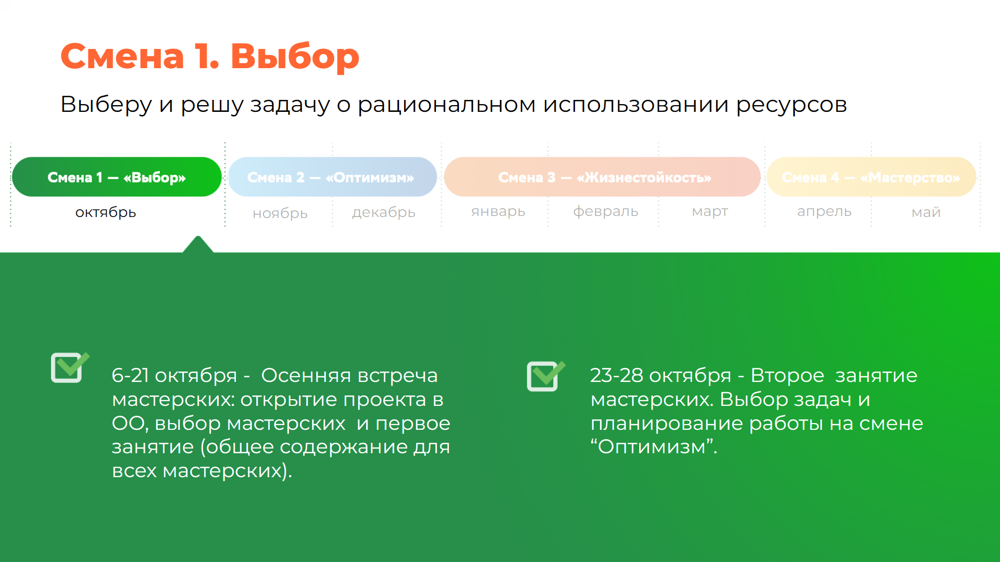 Смена 1. Выбор
Выберу и решу задачу о рациональном использовании ресурсов
Смена 1 — «Выбор»
Смена 2 — «Оптимизм»
Смена 3 — «Жизнестойкость»
Смена 4 — «Мастерство»
октябрь
ноябрь
декабрь
январь
февраль
март
апрель
май
6-21 октября -  Осенняя встреча
мастерских: открытие проекта в
ОО, выбор мастерских  и первое
занятие (общее содержание для
всех мастерских).
23-28 октября - Второе  занятие
мастерских. Выбор задач и
планирование работы на смене
“Оптимизм”.